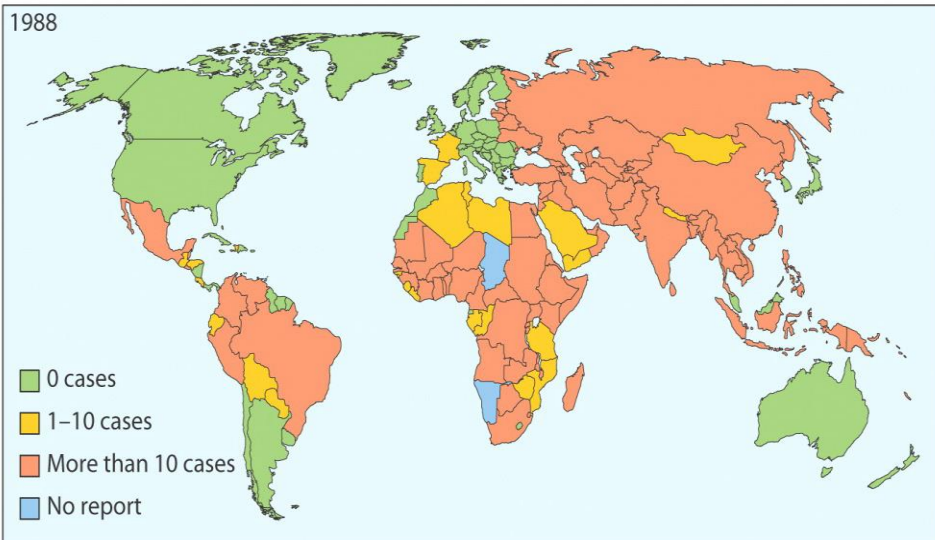 1988
0 cases
1–10 cases
More than 10 cases
No report